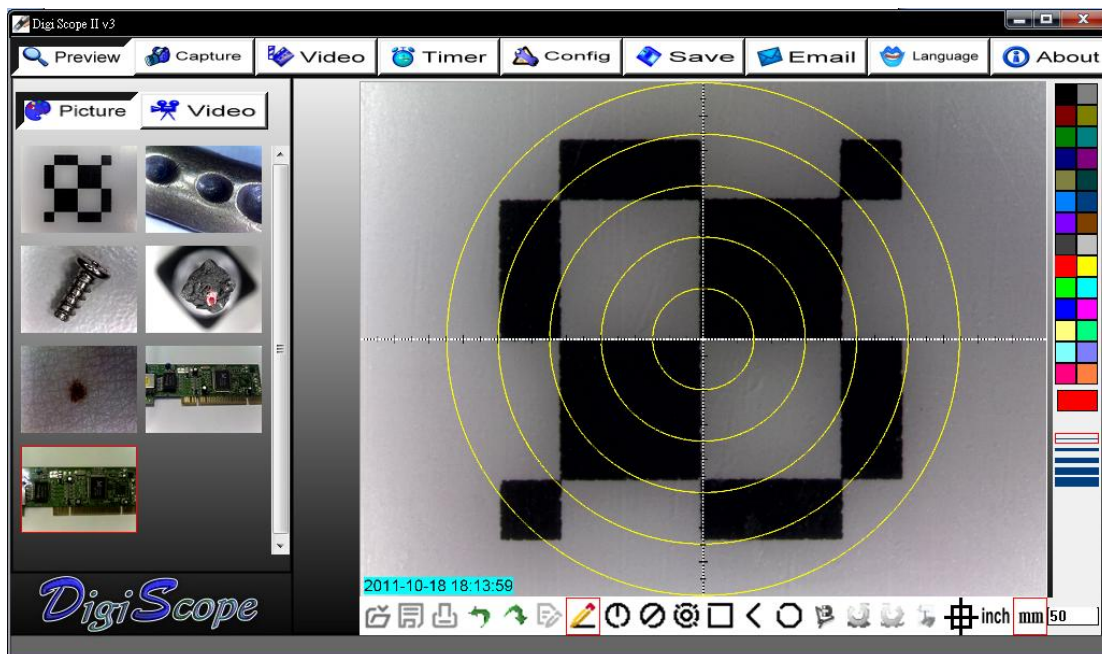 Digi Scope II v3
Preview
Capture
Video
Timer
Config
Save
Email
Language
About
Picture
Video
DigiScope
2011-10-18 18:13:59
inch
mm
50